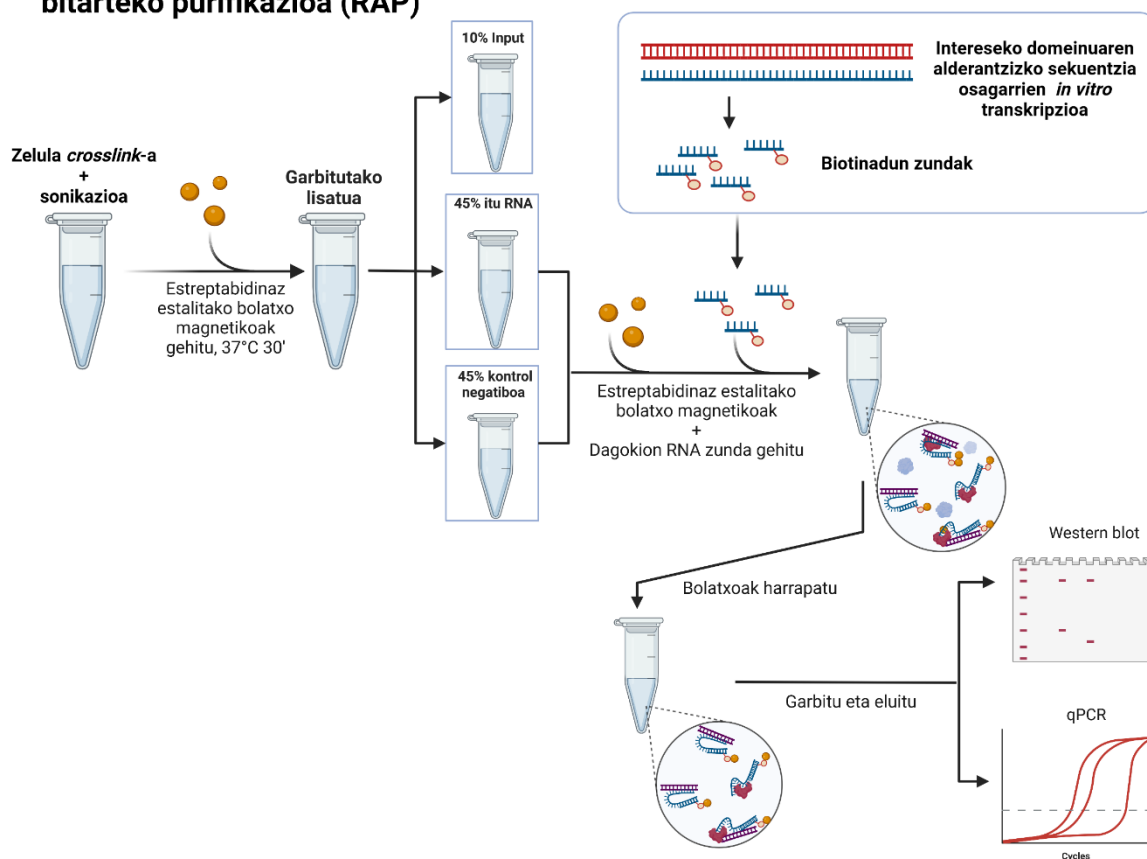 bitarteko purifikazioa (RAP)
10% Input
Intereseko domeinuaren
alderantzizko sekuentzia
osagarrien in vitro
transkripzioa
Biotinadun zundak
Zelula crosslink-a
+
sonikazioa
Garbitutako
lisatua
45% itu RNA
Estreptabidinaz
estalitako bolatxo
magnetikoak
gehitu, 37°C 30'
45% kontrol
negatiboa
Estreptabidinaz estalitako
bolatxo magnetikoak
+
Dagokion RNA zunda gehitu
Western blot
Bolatxoak harrapatu
Garbitu eta eluitu
qPCR
Cycles